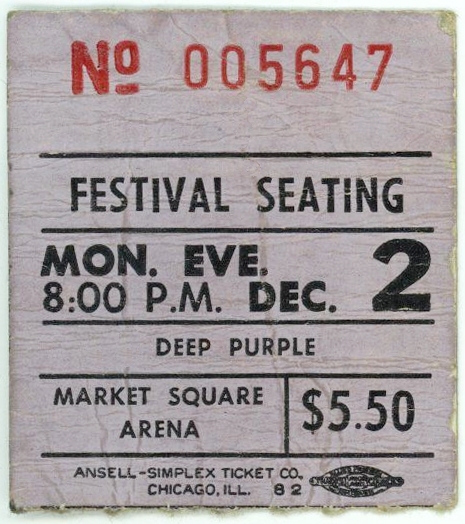 No 005647
FESTIVAL SEATING
MON. EVE.
8:00 P.M. DEC. 2
DEEP PURPLE
MARKET SQUARE
ARENA
$5.50
ANSELL-SIMPLEX TICKET CO.
CHICAGO, ILL. 82